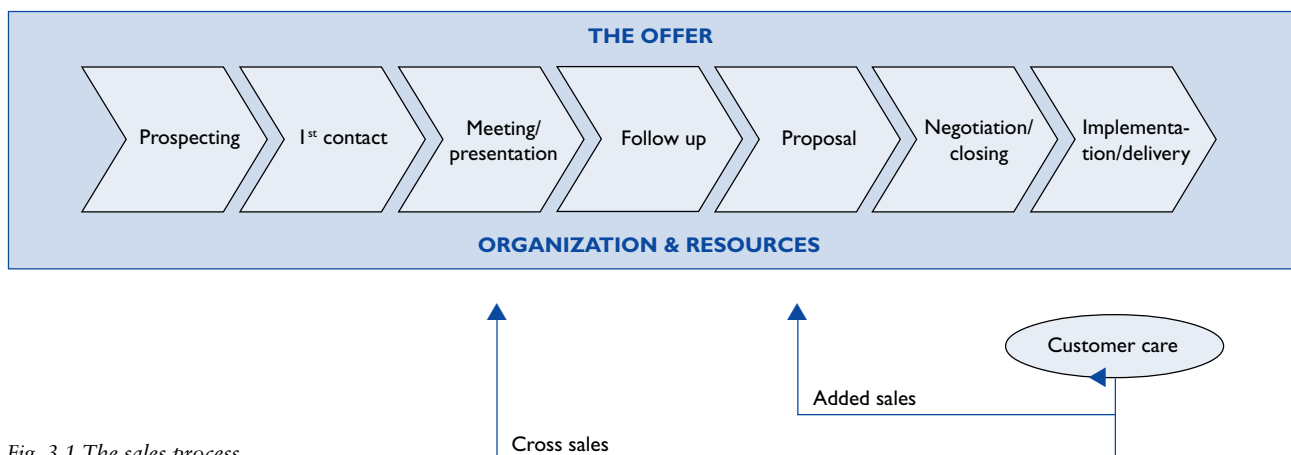 THE OFFER
Prospecting
1st contact
Meeting/
presentation
Follow up
Proposal
Negotiation/
closing
Implementa-
tion/delivery
ORGANIZATION & RESOURCES
Customer care
Added sales
Cross sales
Fig. 3.1 The sales process